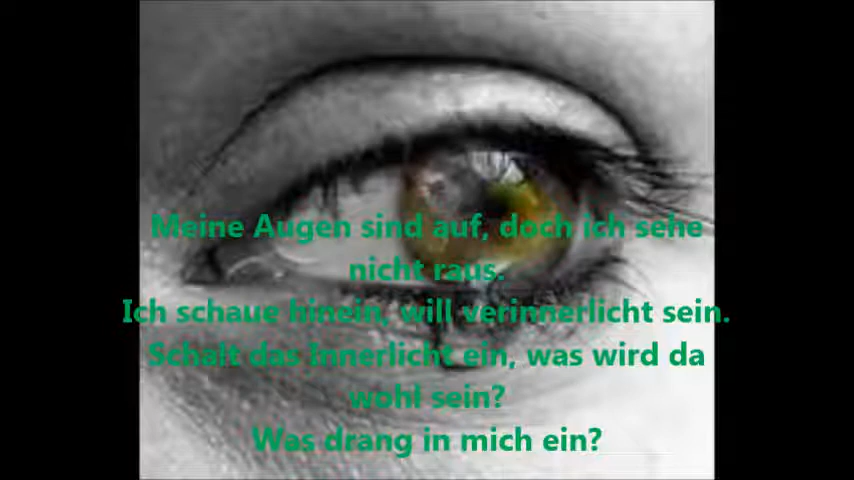 Meine Augen sind auf, doch ich sehe
nicht raus.
Ich schaue hinein, will verinnerlicht sein.
Schalt das Innerlicht ein, was wird da
wohl sein?
Was drang in mich ein?